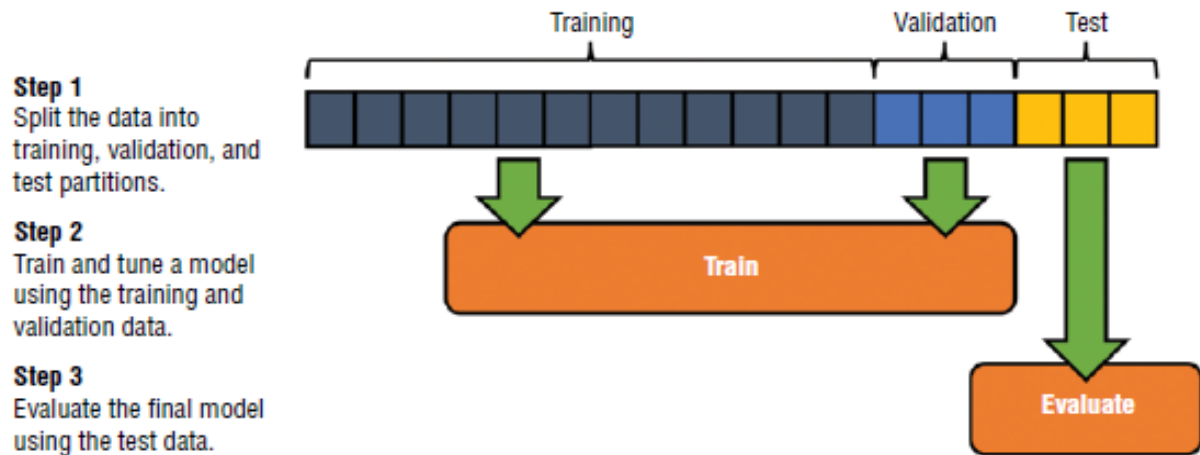 Training
Validation
Test
Step 1
Split the data into
training, validation, and
test partitions.
Step 2
Train and tune a model
using the training and
validation data.
Train
Step 3
Evaluate the final model
using the test data.
Evaluate